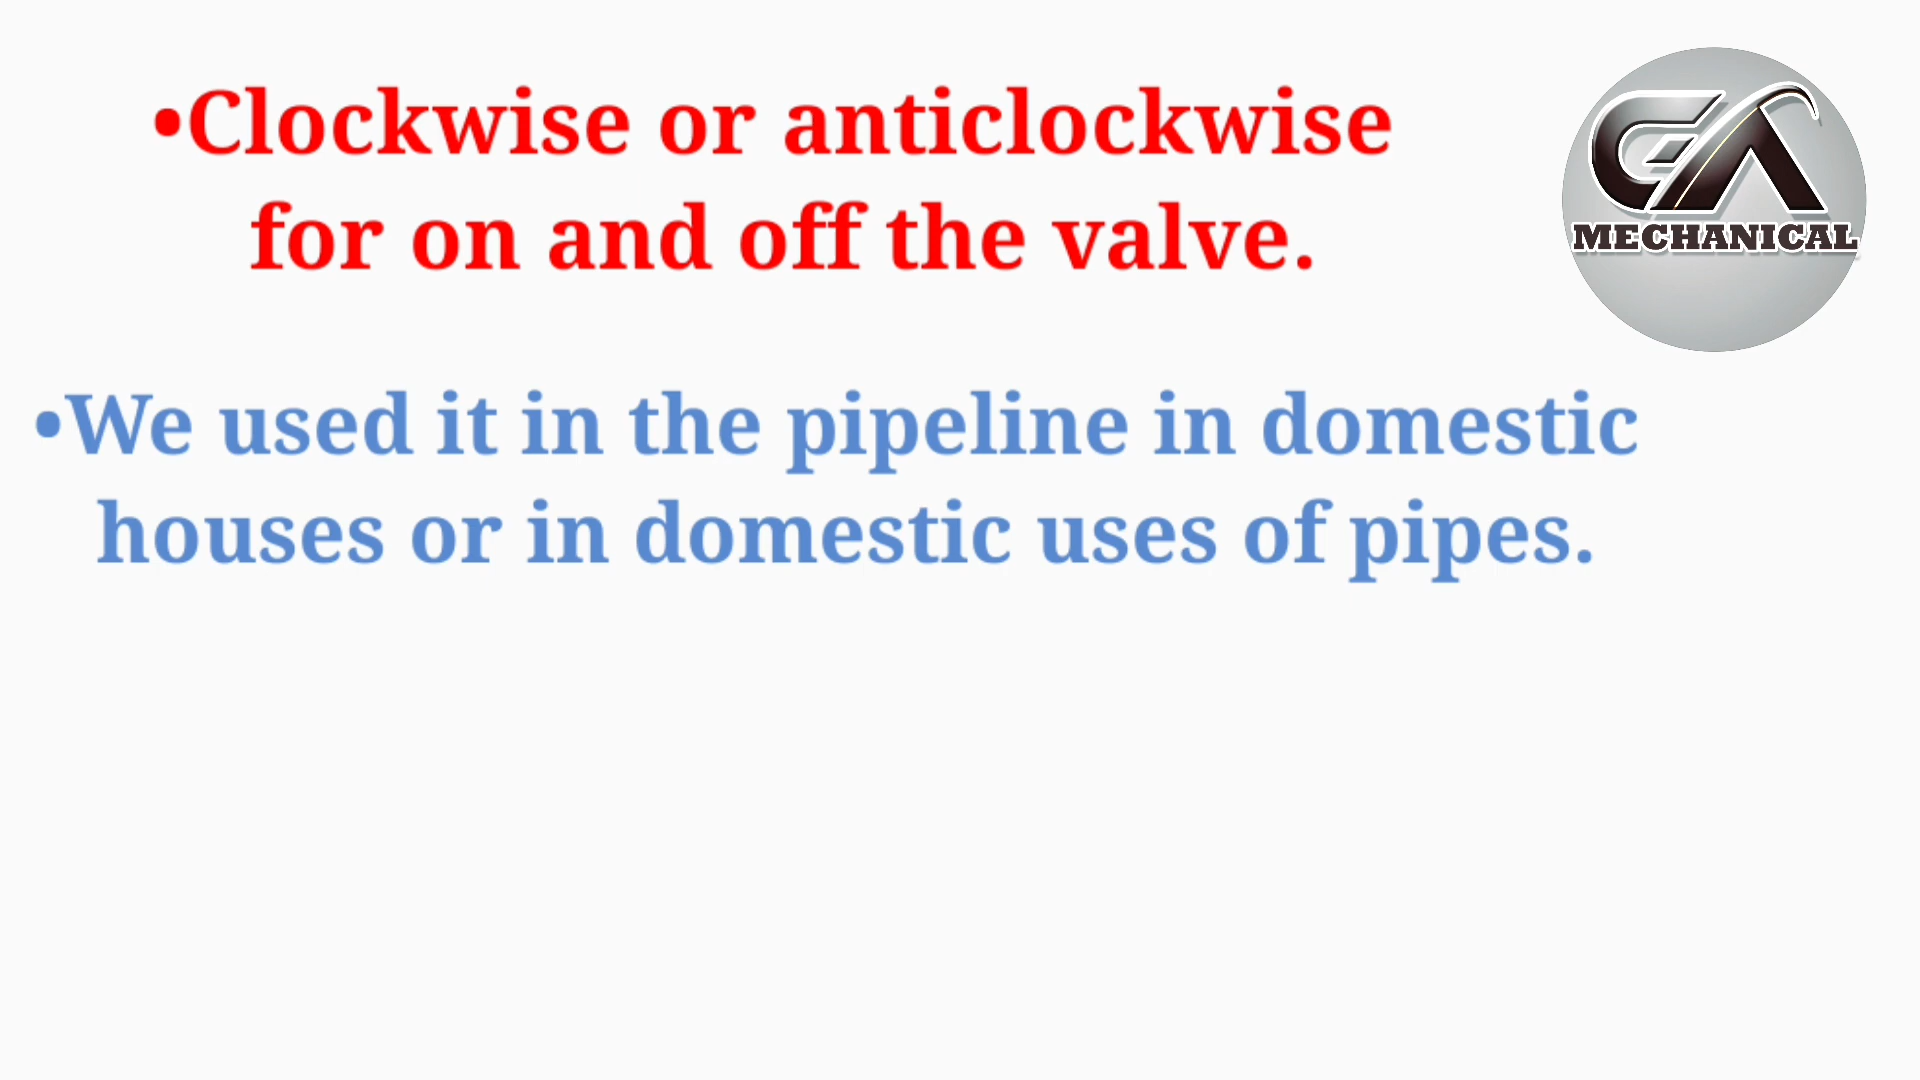 •Clockwise or anticlockwise
for on and off the valve.
•We used it in the pipeline in domestic
houses or in domestic uses of pipes.
GA
MECHANICAL